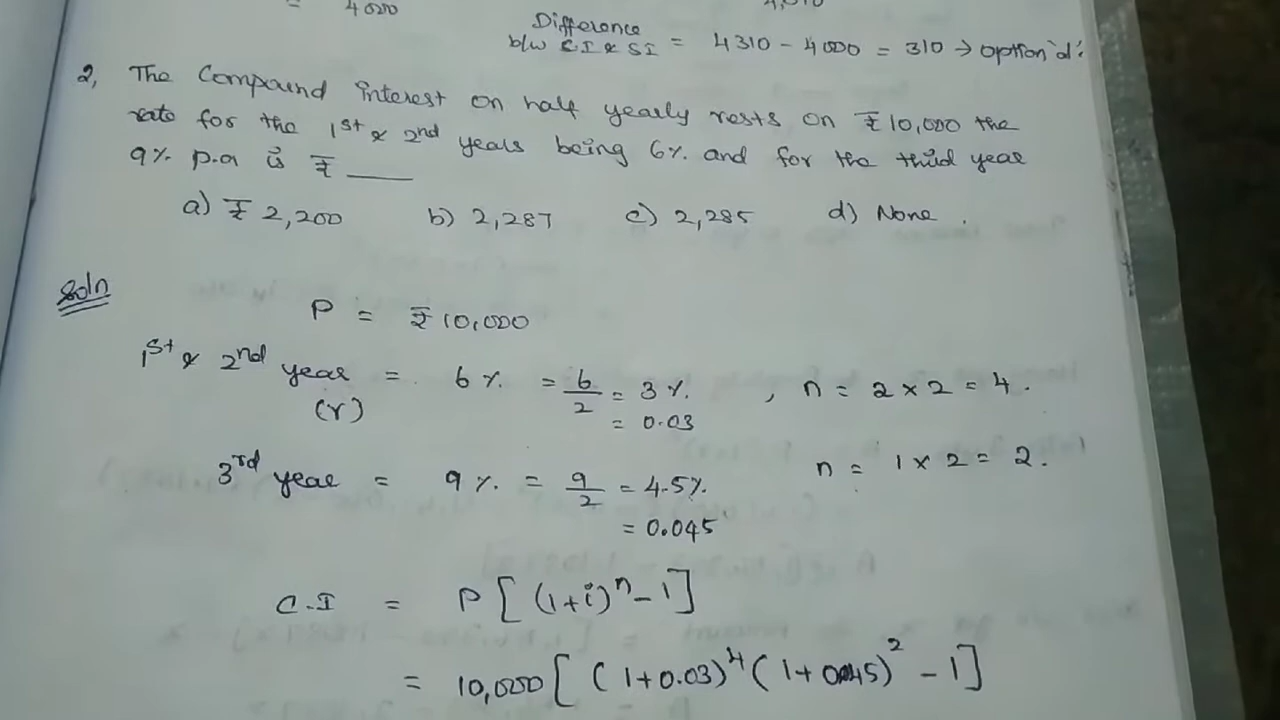 = 4000
Difference
b/w C.I & S.I = 4310 - 4000 = 310 → option 'd'.
2, The Compound interest on half yearly rests on ₹10,000 the
rate for the 1st & 2nd years being 6% and for the third year
9% p.a is ₹ ____
a) ₹ 2,200 b) 2,287 c) 2,285 d) None .
Soln
P = ₹10,000
1st & 2nd year = 6 %. = 6/2 = 3 %. , n = 2 × 2 = 4 .
(r) = 0.03
3rd year = 9 %. = 9/2 = 4.5%. n = 1 × 2 = 2 .
= 0.045
C.I = P [ (1+i)^n - 1 ]
= 10,000 [ (1+0.03)^4 (1+0.045)^2 - 1 ]